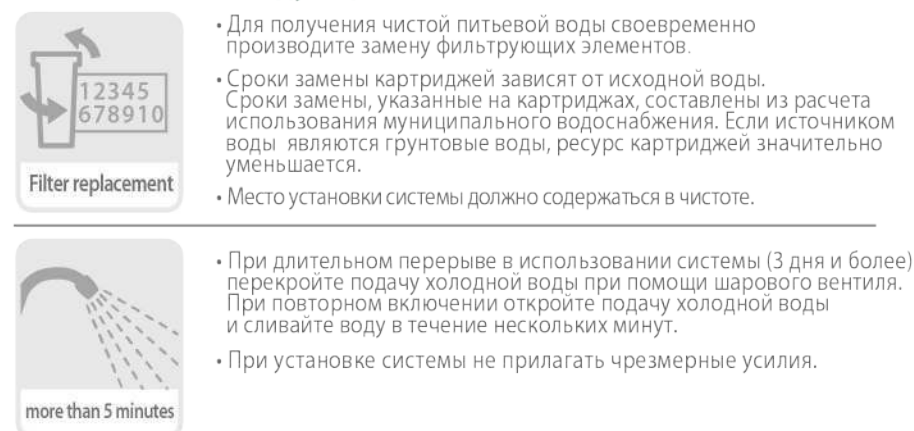 • Для получения чистой питьевой воды своевременно
производите замену фильтрующих элементов.
• Сроки замены картриджей зависят от исходной воды.
Сроки замены, указанные на картриджах, составлены из расчета
использования муниципального водоснабжения. Если источником
воды являются грунтовые воды, ресурс картриджей значительно
уменьшается.
• Место установки системы должно содержаться в чистоте.
12345
678910
Filter replacement
• При длительном перерыве в использовании системы (3 дня и более)
перекройте подачу холодной воды при помощи шарового вентиля.
При повторном включении откройте подачу холодной воды
и сливайте воду в течение нескольких минут.
• При установке системы не прилагать чрезмерные усилия.
more than 5 minutes